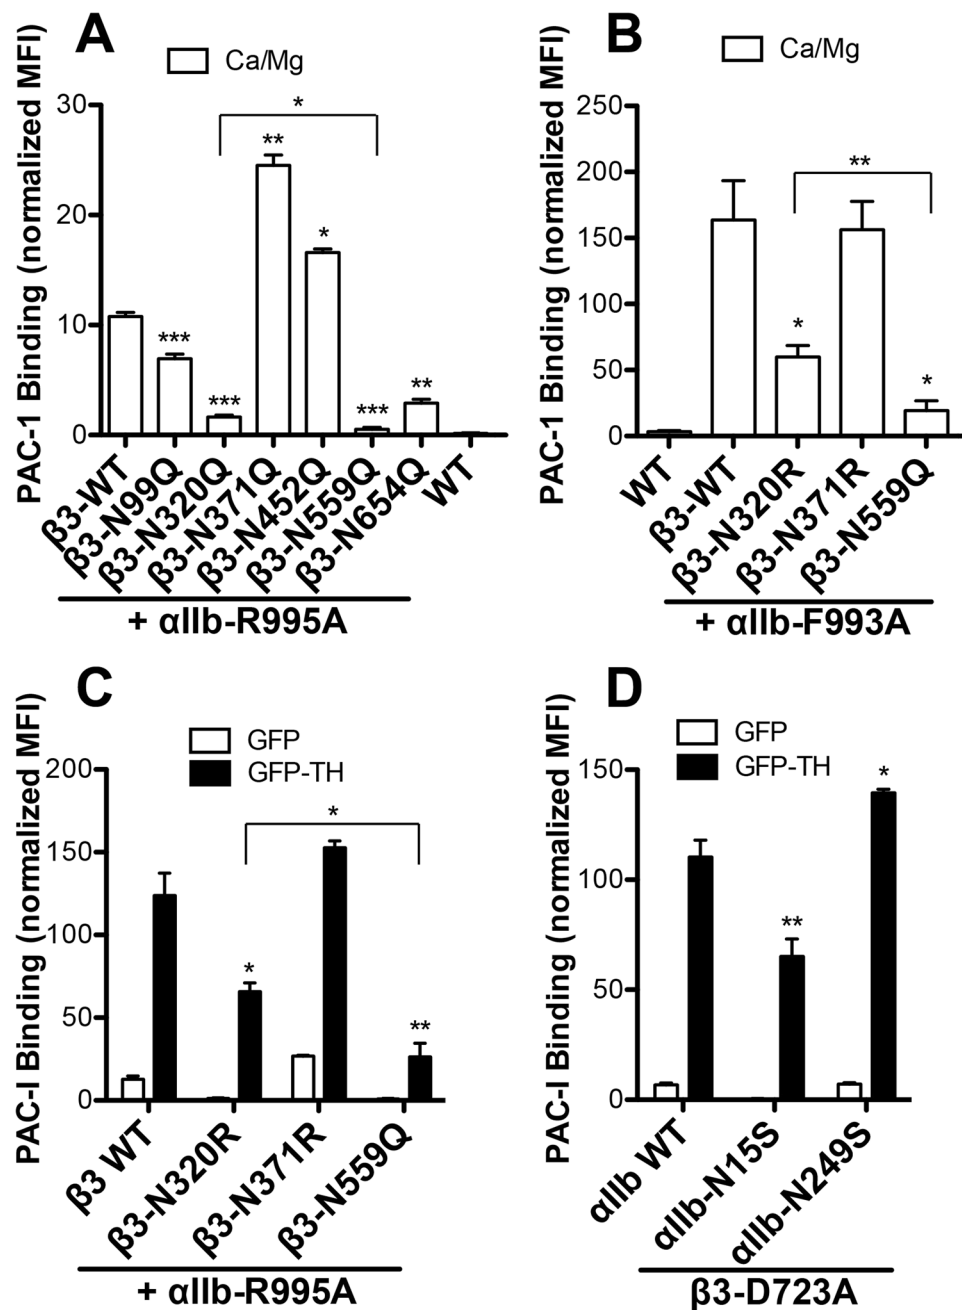 A
Ca/Mg
PAC-1 Binding (normalized MFI)
30
20
10
0
*
***
***
**
*
***
**
β3-WT
β3-N99Q
β3-N320Q
β3-N371Q
β3-N452Q
β3-N559Q
β3-N654Q
WT
+ αIIb-R995A
B
Ca/Mg
PAC-1 Binding (normalized MFI)
250
200
150
100
50
0
**
*
*
WT
β3-WT
β3-N320R
β3-N371R
β3-N559Q
+ αIIb-F993A
C
GFP
GFP-TH
PAC-I Binding (normalized MFI)
200
150
100
50
0
*
*
**
β3 WT
β3-N320R
β3-N371R
β3-N559Q
+ αIIb-R995A
D
GFP
GFP-TH
PAC-I Binding (normalized MFI)
150
100
50
0
**
*
αIIb WT
αIIb-N15S
αIIb-N249S
β3-D723A